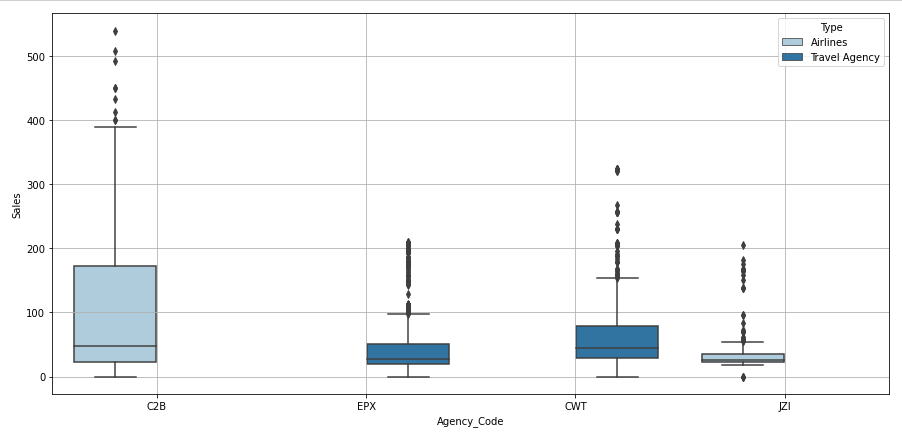 Type
Airlines
Travel Agency
500
400
300
200
100
0
Sales
C2B EPX CWT JZI
Agency_Code